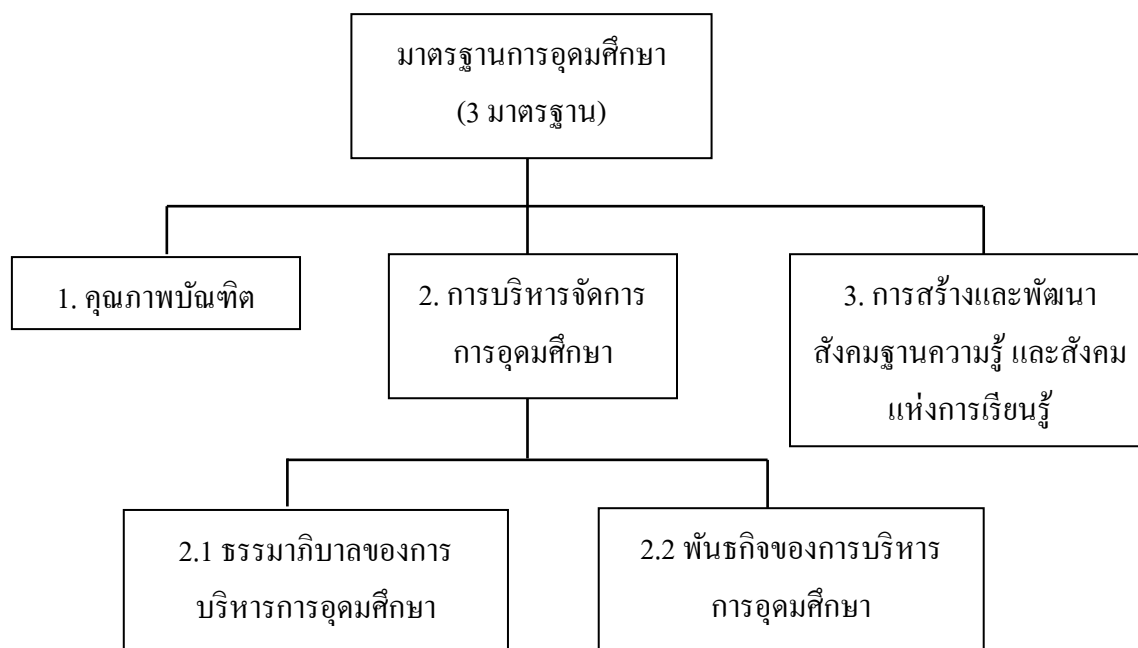 มาตรฐานการอุดมศึกษา
(3 มาตรฐาน)
1. คุณภาพบัณฑิต
2. การบริหารจัดการ
การอุดมศึกษา
3. การสร้างและพัฒนา
สังคมฐานความรู้ และสังคม
แห่งการเรียนรู้
2.1 ธรรมาภิบาลของการ
บริหารการอุดมศึกษา
2.2 พันธกิจของการบริหาร
การอุดมศึกษา